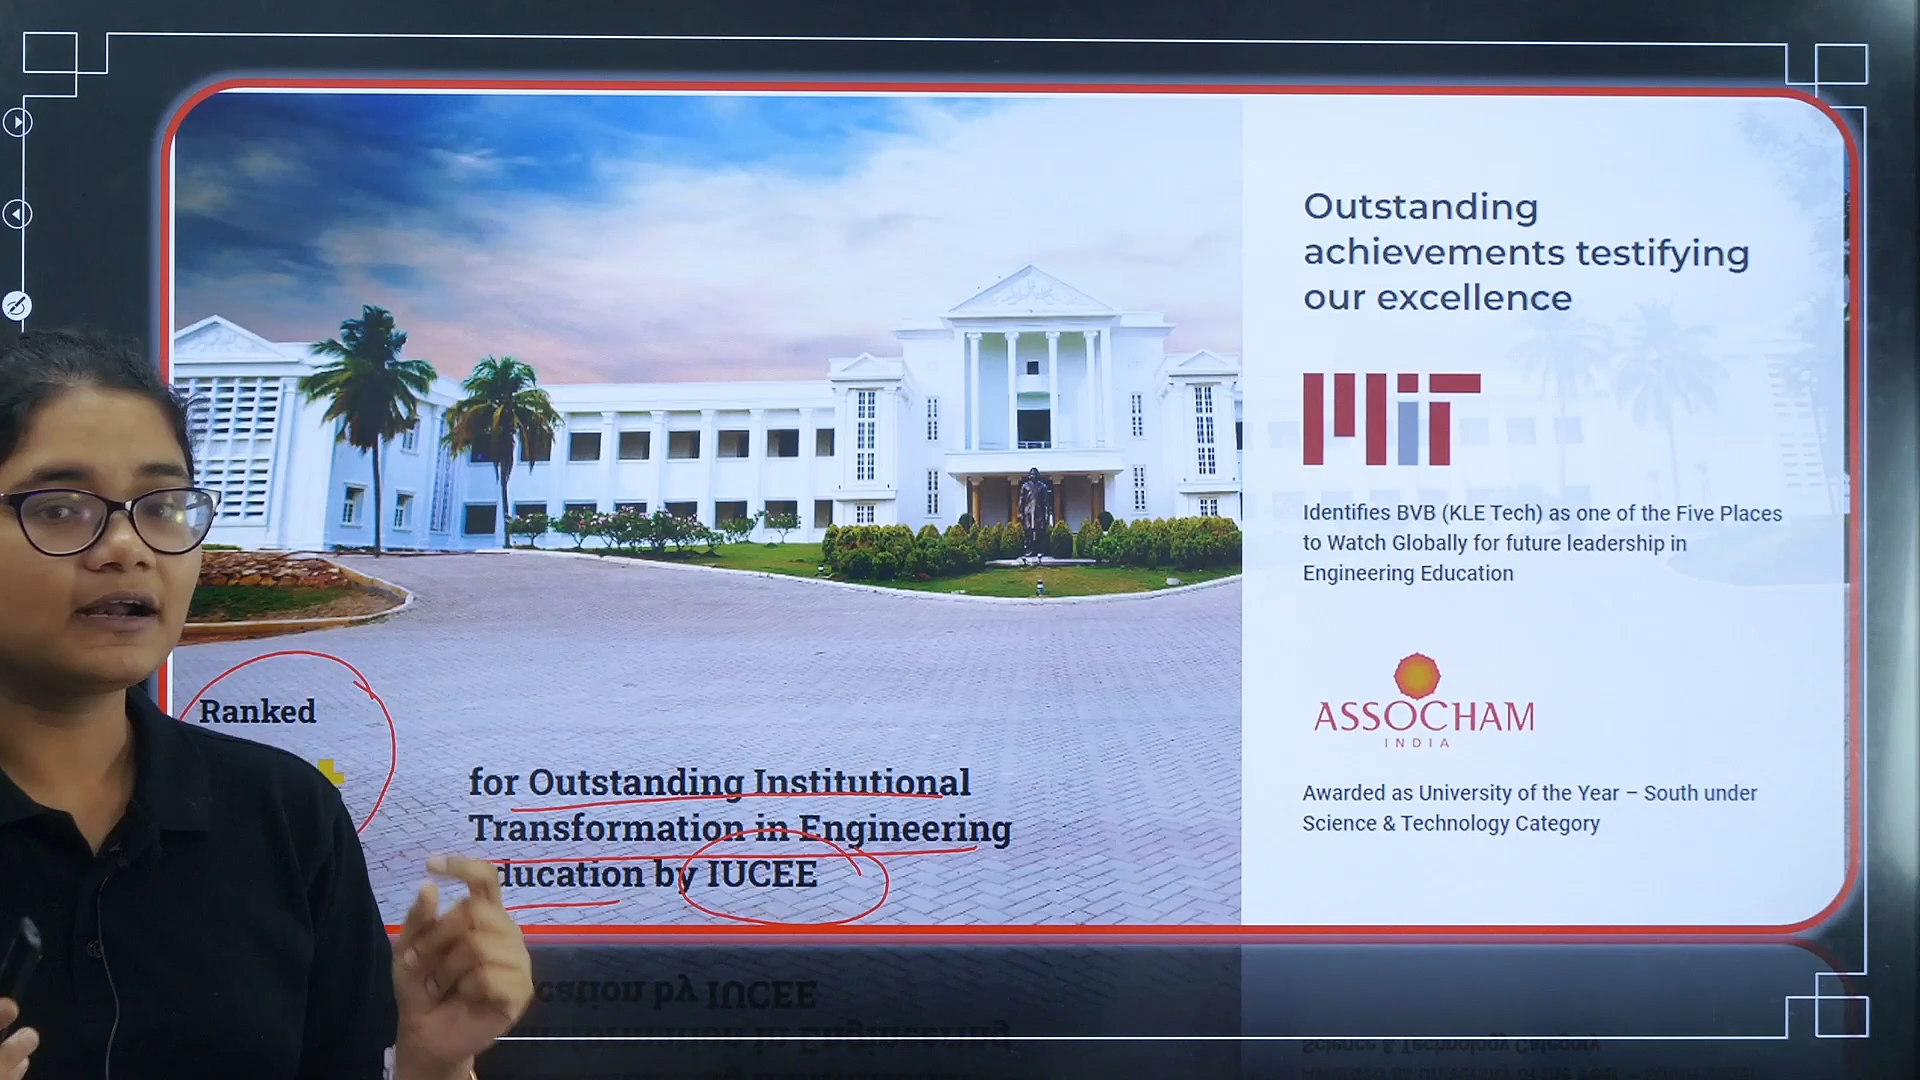 Outstanding
achievements testifying
our excellence
MIT
Identifies BVB (KLE Tech) as one of the Five Places
to Watch Globally for future leadership in
Engineering Education
ASSOCHAM
INDIA
Awarded as University of the Year – South under
Science & Technology Category
Ranked
for Outstanding Institutional
Transformation in Engineering
ducation by IUCEE